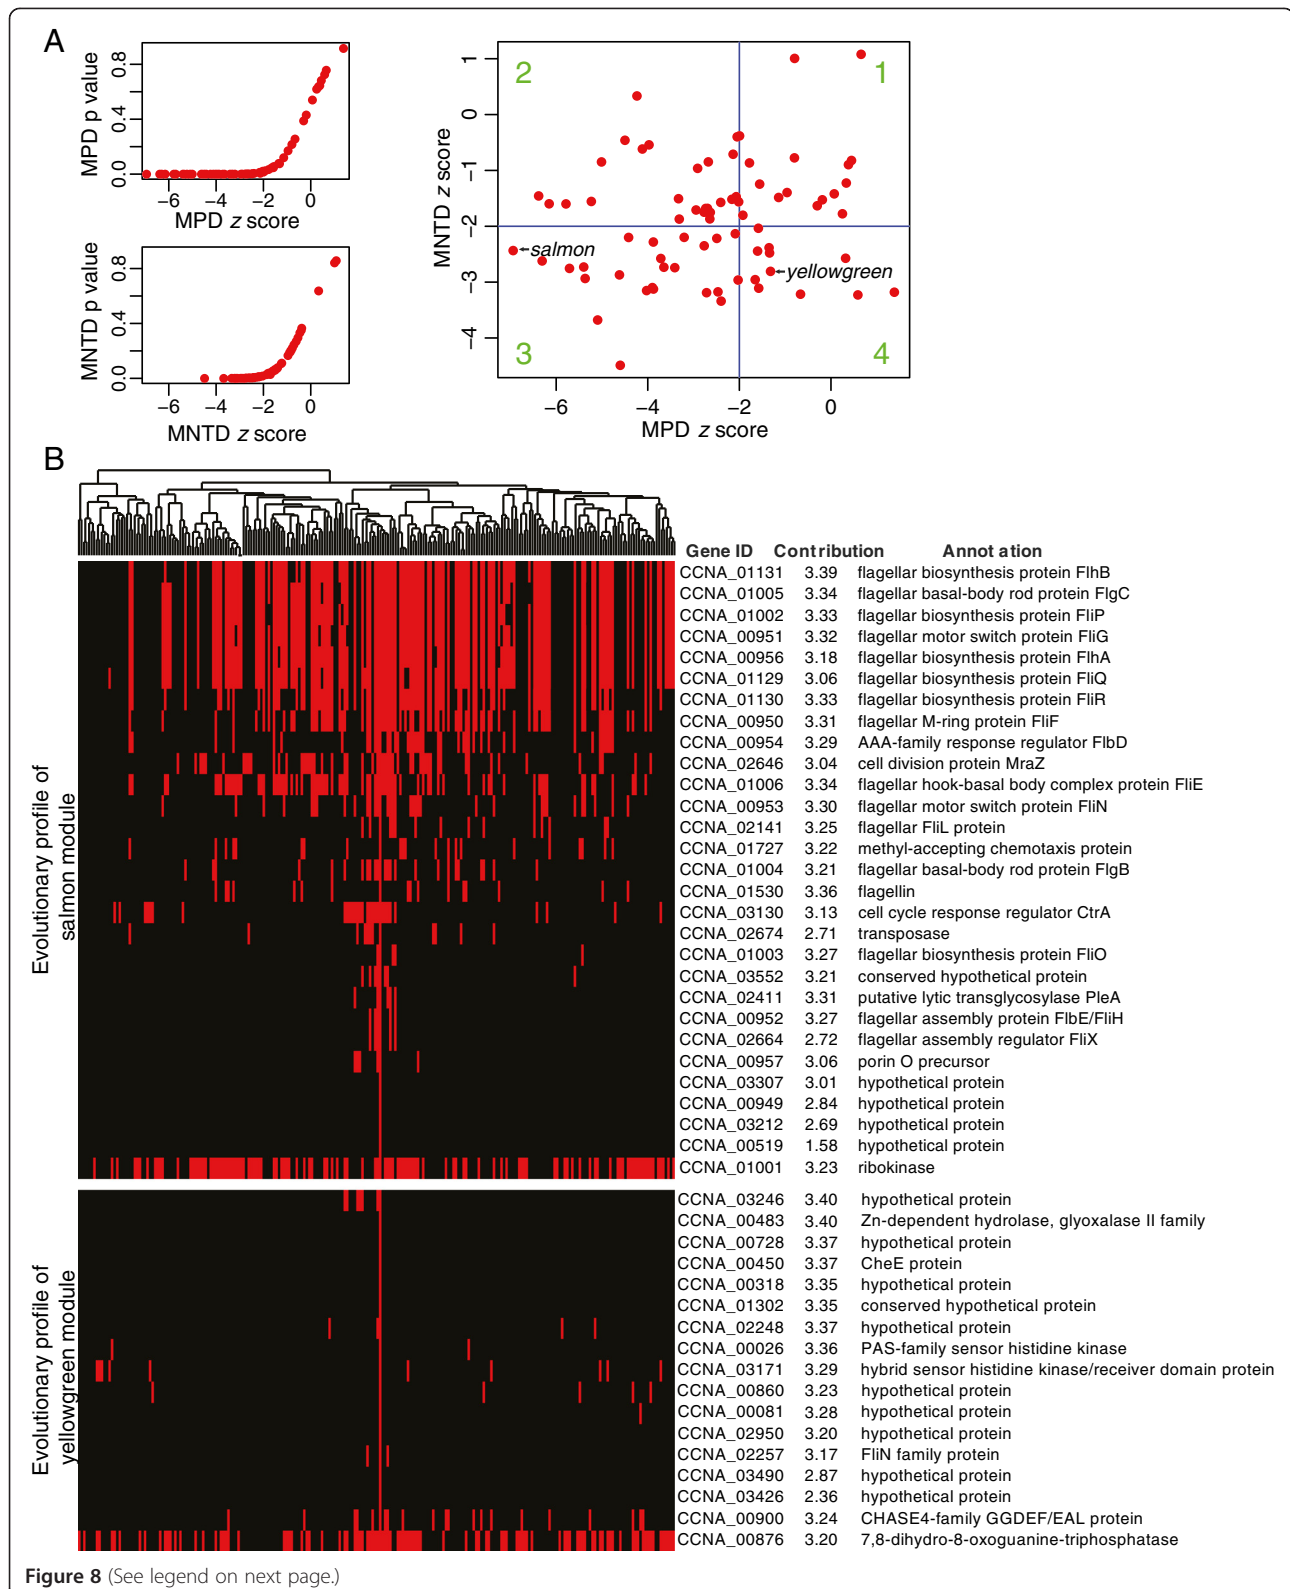 A
MPD p value
0.0 0.4 0.8
−6 −4 −2 0
MPD z score
MNTD p value
0.0 0.4 0.8
−6 −4 −2 0
MNTD z score
MNTD z score
1 0 −1 −2 −3 −4
2 1
salmon
yellowgreen
3 4
−6 −4 −2 0
MPD z score
B
Gene ID Contribution Annotation
Evolutionary profile of
salmon module
CCNA_01131 3.39 flagellar biosynthesis protein FlhB
CCNA_01005 3.34 flagellar basal-body rod protein FlgC
CCNA_01002 3.33 flagellar biosynthesis protein FliP
CCNA_00951 3.32 flagellar motor switch protein FliG
CCNA_00956 3.18 flagellar biosynthesis protein FlhA
CCNA_01129 3.06 flagellar biosynthesis protein FliQ
CCNA_01130 3.33 flagellar biosynthesis protein FliR
CCNA_00950 3.31 flagellar M-ring protein FliF
CCNA_00954 3.29 AAA-family response regulator FlbD
CCNA_02646 3.04 cell division protein MraZ
CCNA_01006 3.34 flagellar hook-basal body complex protein FliE
CCNA_00953 3.30 flagellar motor switch protein FliN
CCNA_02141 3.25 flagellar FliL protein
CCNA_01727 3.22 methyl-accepting chemotaxis protein
CCNA_01004 3.21 flagellar basal-body rod protein FlgB
CCNA_01530 3.36 flagellin
CCNA_03130 3.13 cell cycle response regulator CtrA
CCNA_02674 2.71 transposase
CCNA_01003 3.27 flagellar biosynthesis protein FliO
CCNA_03552 3.21 conserved hypothetical protein
CCNA_02411 3.31 putative lytic transglycosylase PleA
CCNA_00952 3.27 flagellar assembly protein FlbE/FliH
CCNA_02664 2.72 flagellar assembly regulator FliX
CCNA_00957 3.06 porin O precursor
CCNA_03307 3.01 hypothetical protein
CCNA_00949 2.84 hypothetical protein
CCNA_03212 2.69 hypothetical protein
CCNA_00519 1.58 hypothetical protein
CCNA_01001 3.23 ribokinase
Evolutionary profile of
yellowgreen module
CCNA_03246 3.40 hypothetical protein
CCNA_00483 3.40 Zn-dependent hydrolase, glyoxalase II family
CCNA_00728 3.37 hypothetical protein
CCNA_00450 3.37 CheE protein
CCNA_00318 3.35 hypothetical protein
CCNA_01302 3.35 conserved hypothetical protein
CCNA_02248 3.37 hypothetical protein
CCNA_00026 3.36 PAS-family sensor histidine kinase
CCNA_03171 3.29 hybrid sensor histidine kinase/receiver domain protein
CCNA_00860 3.23 hypothetical protein
CCNA_00081 3.28 hypothetical protein
CCNA_02950 3.20 hypothetical protein
CCNA_02257 3.17 FliN family protein
CCNA_03490 2.87 hypothetical protein
CCNA_03426 2.36 hypothetical protein
CCNA_00900 3.24 CHASE4-family GGDEF/EAL protein
CCNA_00876 3.20 7,8-dihydro-8-oxoguanine-triphosphatase
Figure 8 (See legend on next page.)